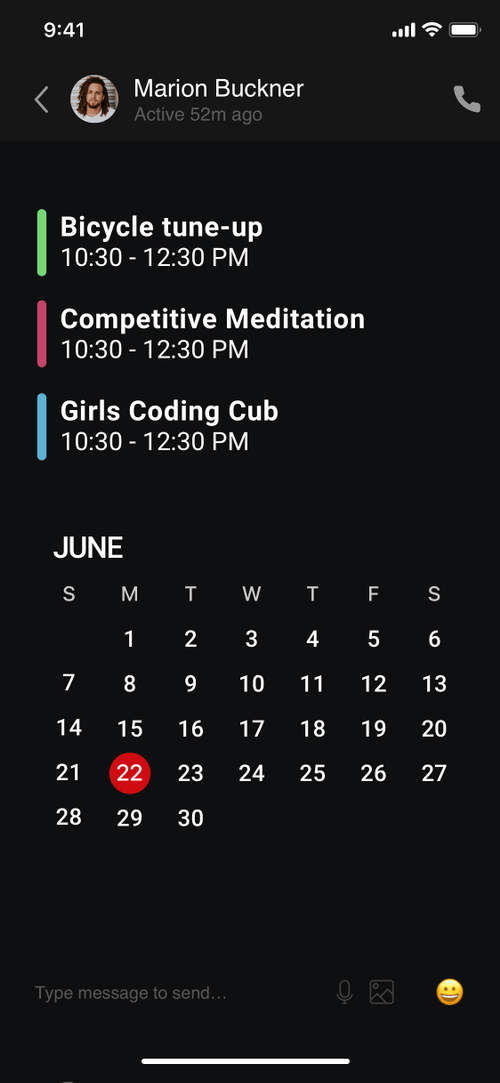 9:41
Marion Buckner
Active 52m ago
Bicycle tune-up
10:30 - 12:30 PM
Competitive Meditation
10:30 - 12:30 PM
Girls Coding Cub
10:30 - 12:30 PM
JUNE
S M T W T F S
1 2 3 4 5 6
7 8 9 10 11 12 13
14 15 16 17 18 19 20
21 22 23 24 25 26 27
28 29 30
Type message to send...